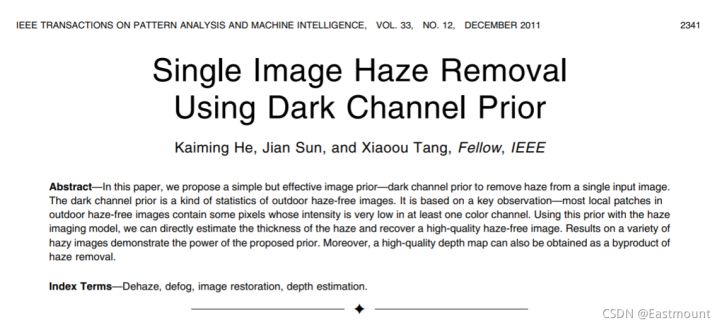 IEEE TRANSACTIONS ON PATTERN ANALYSIS AND MACHINE INTELLIGENCE, VOL. 33, NO. 12, DECEMBER 2011 2341
Single Image Haze Removal
Using Dark Channel Prior
Kaiming He, Jian Sun, and Xiaoou Tang, Fellow, IEEE
Abstract—In this paper, we propose a simple but effective image prior—dark channel prior to remove haze from a single input image.
The dark channel prior is a kind of statistics of outdoor haze-free images. It is based on a key observation—most local patches in
outdoor haze-free images contain some pixels whose intensity is very low in at least one color channel. Using this prior with the haze
imaging model, we can directly estimate the thickness of the haze and recover a high-quality haze-free image. Results on a variety of
hazy images demonstrate the power of the proposed prior. Moreover, a high-quality depth map can also be obtained as a byproduct of
haze removal.
Index Terms—Dehaze, defog, image restoration, depth estimation.
CSDN @Eastmount